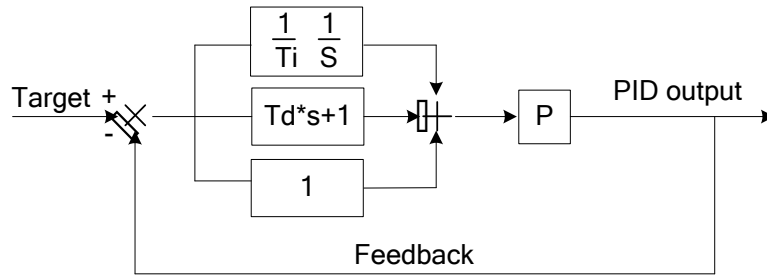 1 1
Ti S
Target + PID output
Td*s+1 P
-
1
Feedback